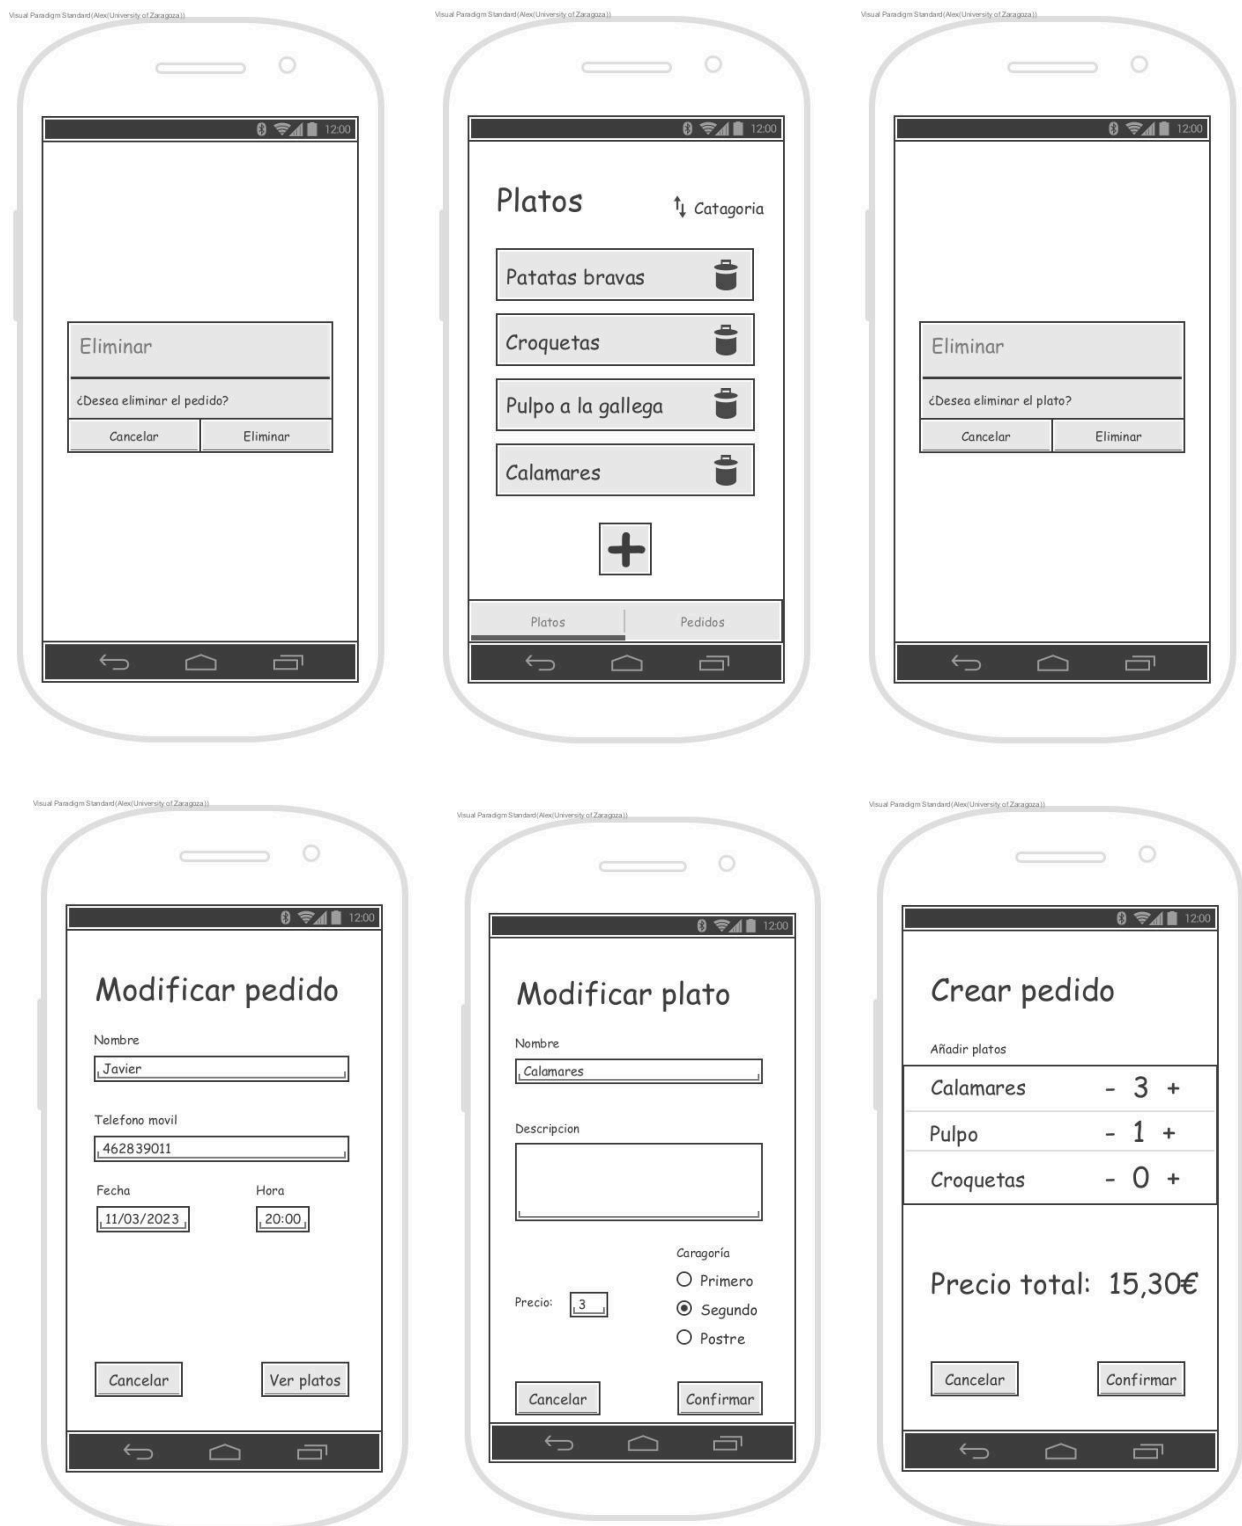 Visual Paradigm Standard(Alex(University of Zaragoza))
12:00
Eliminar
¿Desea eliminar el pedido?
Cancelar Eliminar
Visual Paradigm Standard(Alex(University of Zaragoza))
12:00
Platos Catagoria
Patatas bravas
Croquetas
Pulpo a la gallega
Calamares
Platos Pedidos
Visual Paradigm Standard(Alex(University of Zaragoza))
12:00
Eliminar
¿Desea eliminar el plato?
Cancelar Eliminar
Visual Paradigm Standard(Alex(University of Zaragoza))
12:00
Modificar pedido
Nombre
Javier
Telefono movil
462839011
Fecha Hora
11/03/2023 20:00
Cancelar Ver platos
Visual Paradigm Standard(Alex(University of Zaragoza))
12:00
Modificar plato
Nombre
Calamares
Descripcion
Caragoría
Primero
Precio: 3
Segundo
Postre
Cancelar Confirmar
Visual Paradigm Standard(Alex(University of Zaragoza))
12:00
Crear pedido
Añadir platos
Calamares - 3 +
Pulpo - 1 +
Croquetas - 0 +
Precio total: 15,30€
Cancelar Confirmar